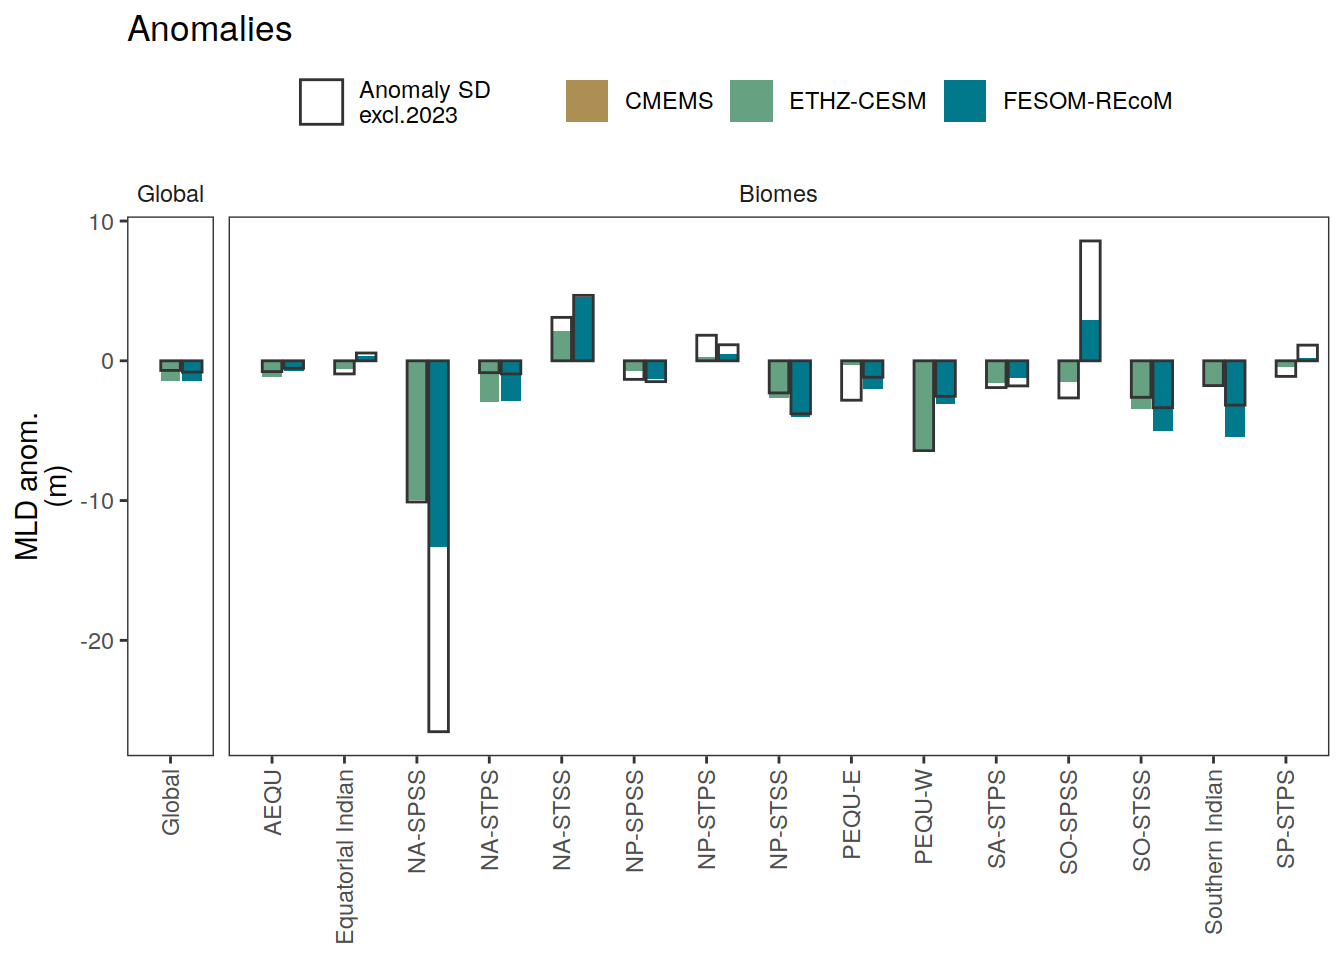 Anomalies
Anomaly SD
excl.2023
CMEMS
ETHZ-CESM
FESOM-REcoM
Global
Biomes
MLD anom.
(m)
10
0
-10
-20
Global
AEQU
Equatorial Indian
NA-SPSS
NA-STPS
NA-STSS
NP-SPSS
NP-STPS
NP-STSS
PEQU-E
PEQU-W
SA-STPS
SO-SPSS
SO-STSS
Southern Indian
SP-STPS